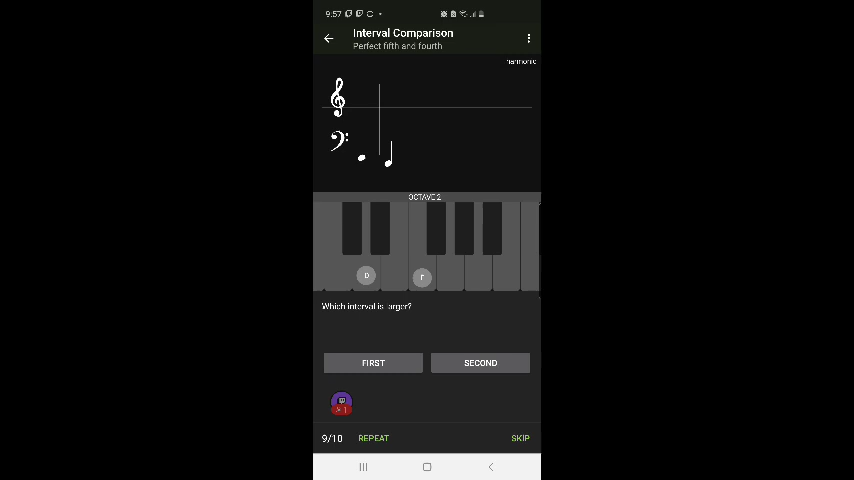 9:57
Interval Comparison
Perfect fifth and fourth
harmonic
OCTAVE 2
D
F
Which interval is larger?
FIRST
SECOND
9/10
REPEAT
SKIP